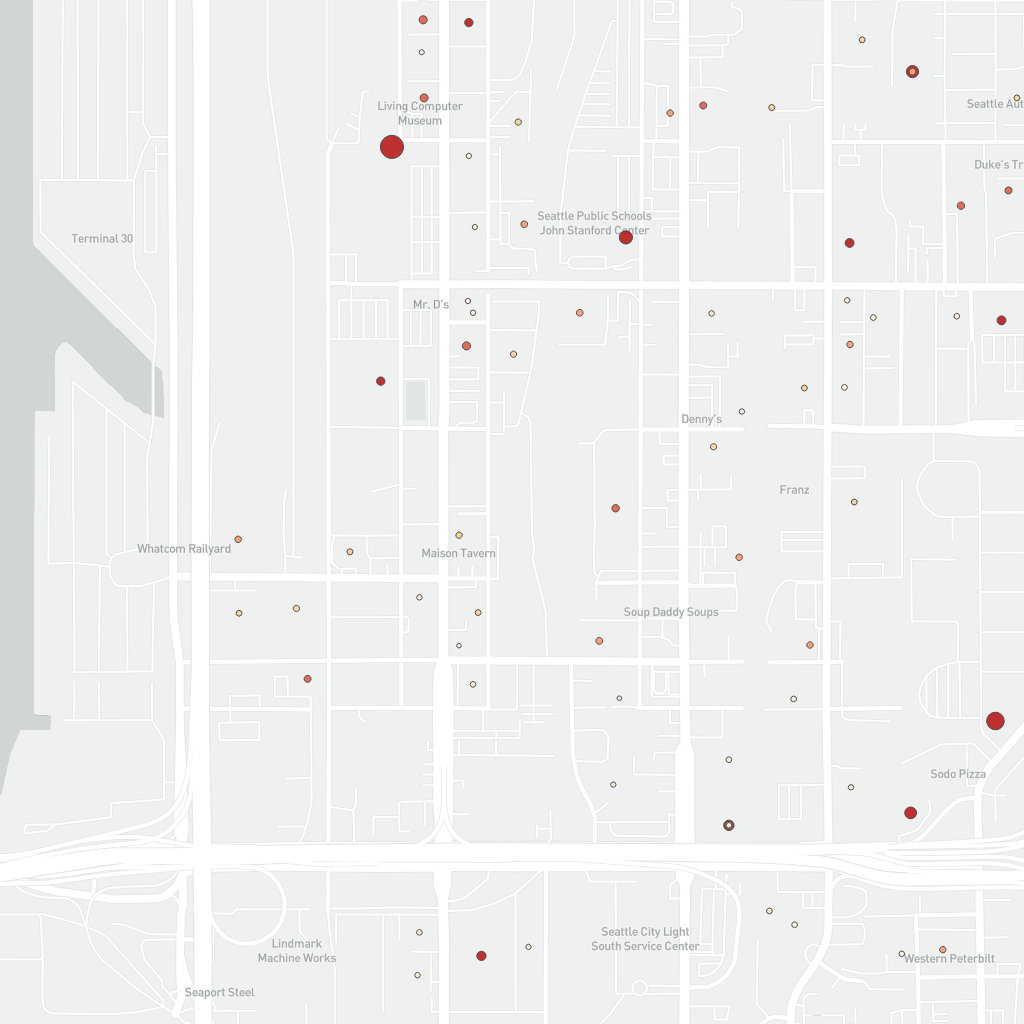 Living Computer
Museum
Seattle Aut
Duke's Tr
Seattle Public Schools
John Stanford Center
Terminal 30
Mr. D's
Denny's
Franz
Whatcom Railyard
Maison Tavern
Soup Daddy Soups
Sodo Pizza
Seattle City Light
South Service Center
Lindmark
Machine Works
Western Peterbilt
Seaport Steel